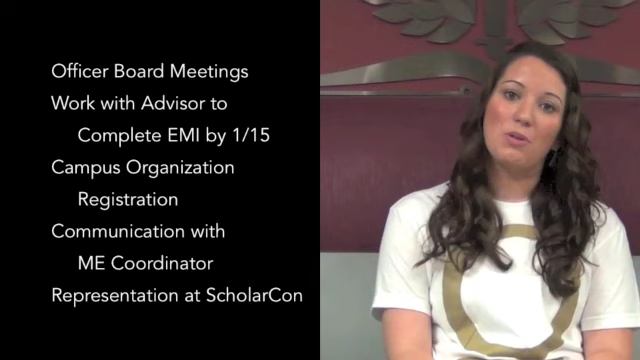 Officer Board Meetings
Work with Advisor to
Complete EMI by 1/15
Campus Organization
Registration
Communication with
ME Coordinator
Representation at ScholarCon